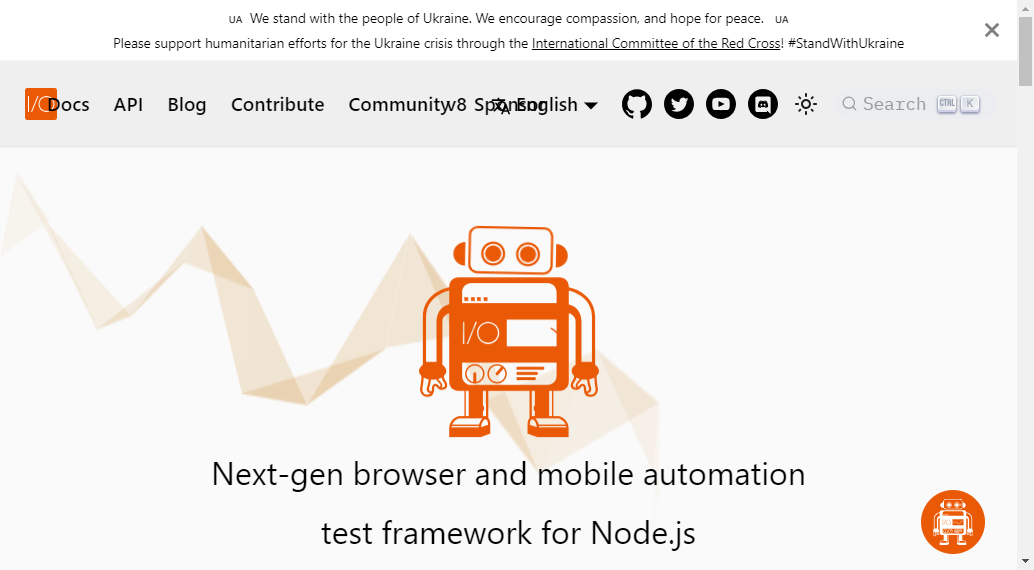 UA We stand with the people of Ukraine. We encourage compassion, and hope for peace. UA
Please support humanitarian efforts for the Ukraine crisis through the International Committee of the Red Cross! #StandWithUkraine
I/O Docs API Blog Contribute Community v8 Sponsor English Search CTRL K
I/O
Next-gen browser and mobile automation
test framework for Node.js